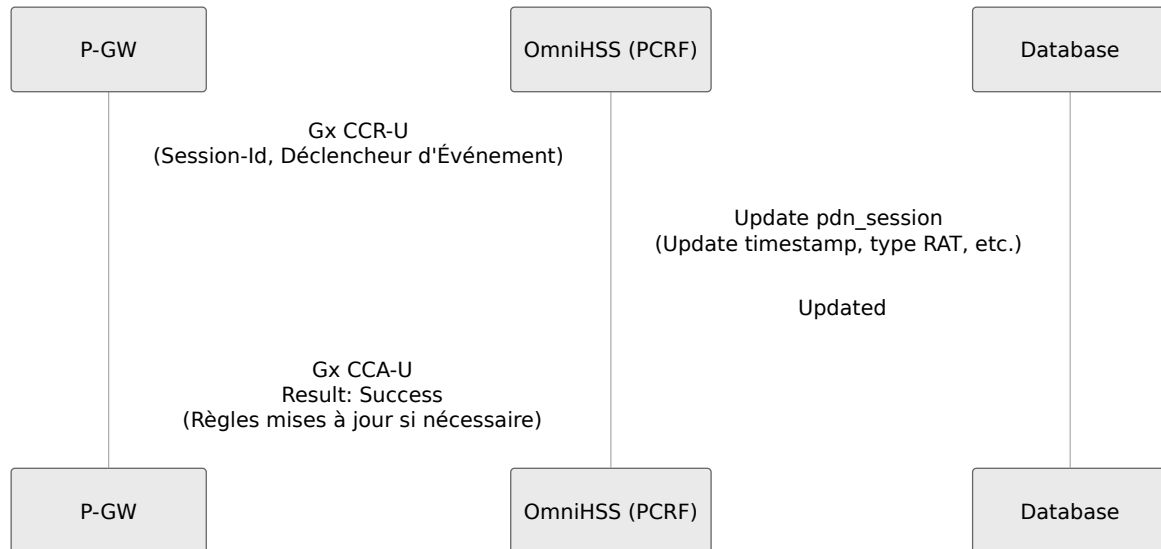 P-GW
OmniHSS (PCRF)
Database
Gx CCR-U
(Session-Id, Déclencheur d'Événement)
Update pdn_session
(Update timestamp, type RAT, etc.)
Updated
Gx CCA-U
Result: Success
(Règles mises à jour si nécessaire)
P-GW
OmniHSS (PCRF)
Database